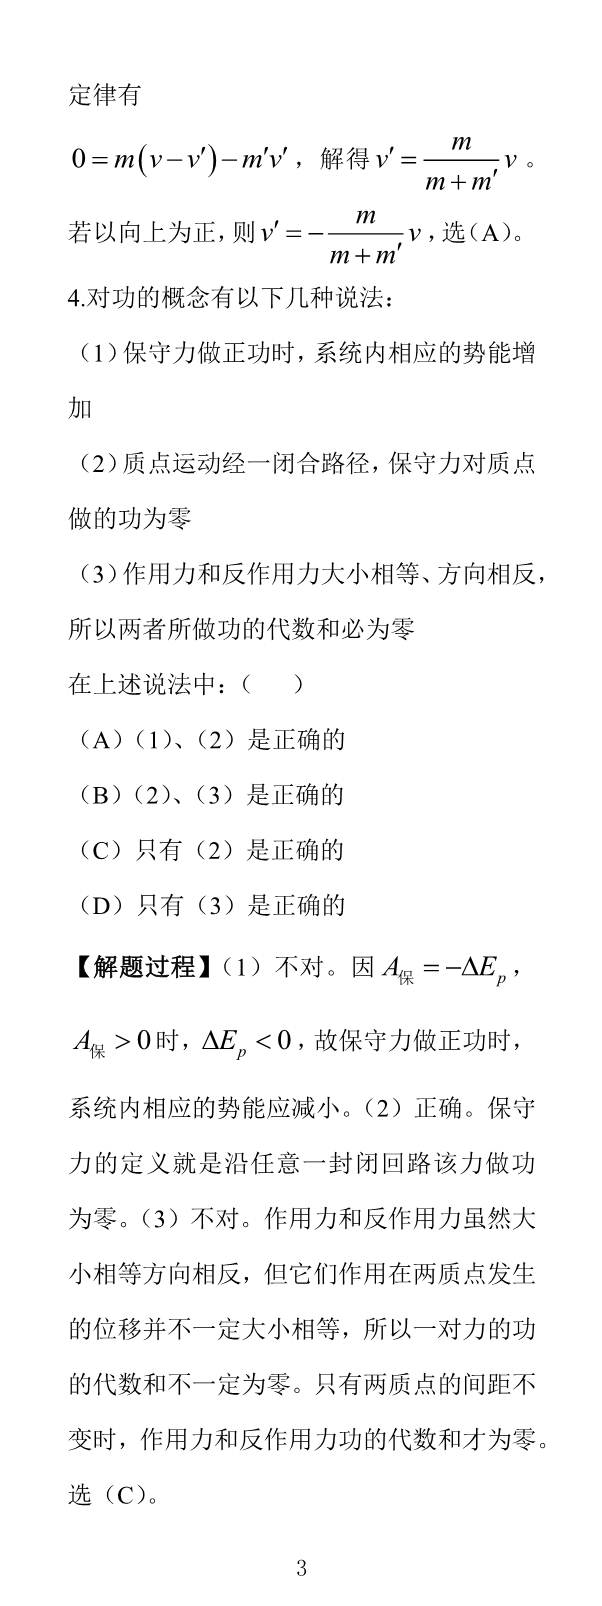 定律有
0 = m(v − v′) − m′v′，解得 v′ = m/(m + m′) v 。
若以向上为正，则 v′ = − m/(m + m′) v，选（A）。
4.对功的概念有以下几种说法：
（1）保守力做正功时，系统内相应的势能增
加
（2）质点运动经一闭合路径，保守力对质点
做的功为零
（3）作用力和反作用力大小相等、方向相反，
所以两者所做功的代数和必为零
在上述说法中：（ ）
（A）（1）、（2）是正确的
（B）（2）、（3）是正确的
（C）只有（2）是正确的
（D）只有（3）是正确的
【解题过程】（1）不对。因 A保 = −ΔEp，
A保 > 0 时，ΔEp < 0，故保守力做正功时，
系统内相应的势能应减小。（2）正确。保守
力的定义就是沿任意一封闭回路该力做功
为零。（3）不对。作用力和反作用力虽然大
小相等方向相反，但它们作用在两质点发生
的位移并不一定大小相等，所以一对力的功
的代数和不一定为零。只有两质点的间距不
变时，作用力和反作用力功的代数和才为零。
选（C）。
3